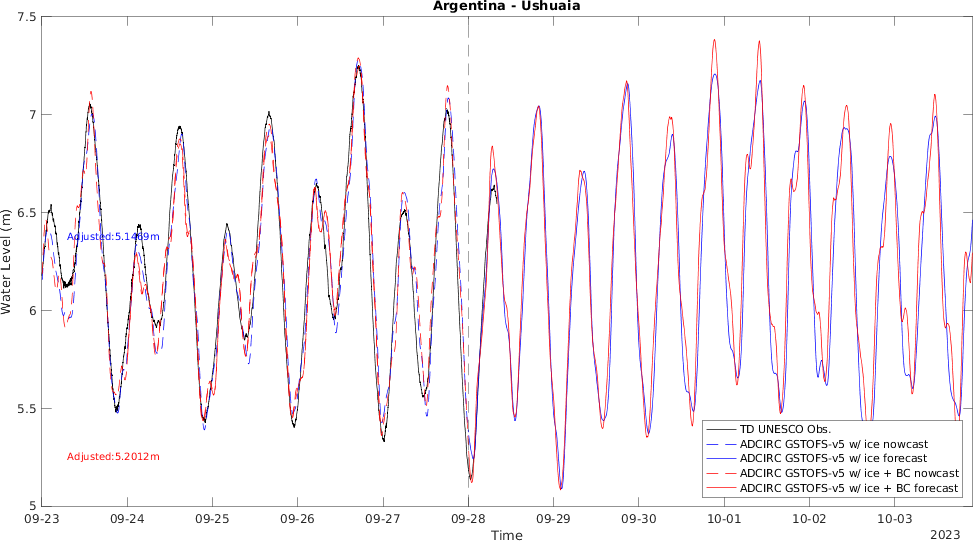 Argentina - Ushuaia
7.5
7
6.5
6
5.5
5
Water Level (m)
Adjusted:5.1469m
Adjusted:5.2012m
TD UNESCO Obs.
ADCIRC GSTOFS-v5 w/ ice nowcast
ADCIRC GSTOFS-v5 w/ ice forecast
ADCIRC GSTOFS-v5 w/ ice + BC nowcast
ADCIRC GSTOFS-v5 w/ ice + BC forecast
09-23 09-24 09-25 09-26 09-27 09-28 09-29 09-30 10-01 10-02 10-03
Time
2023